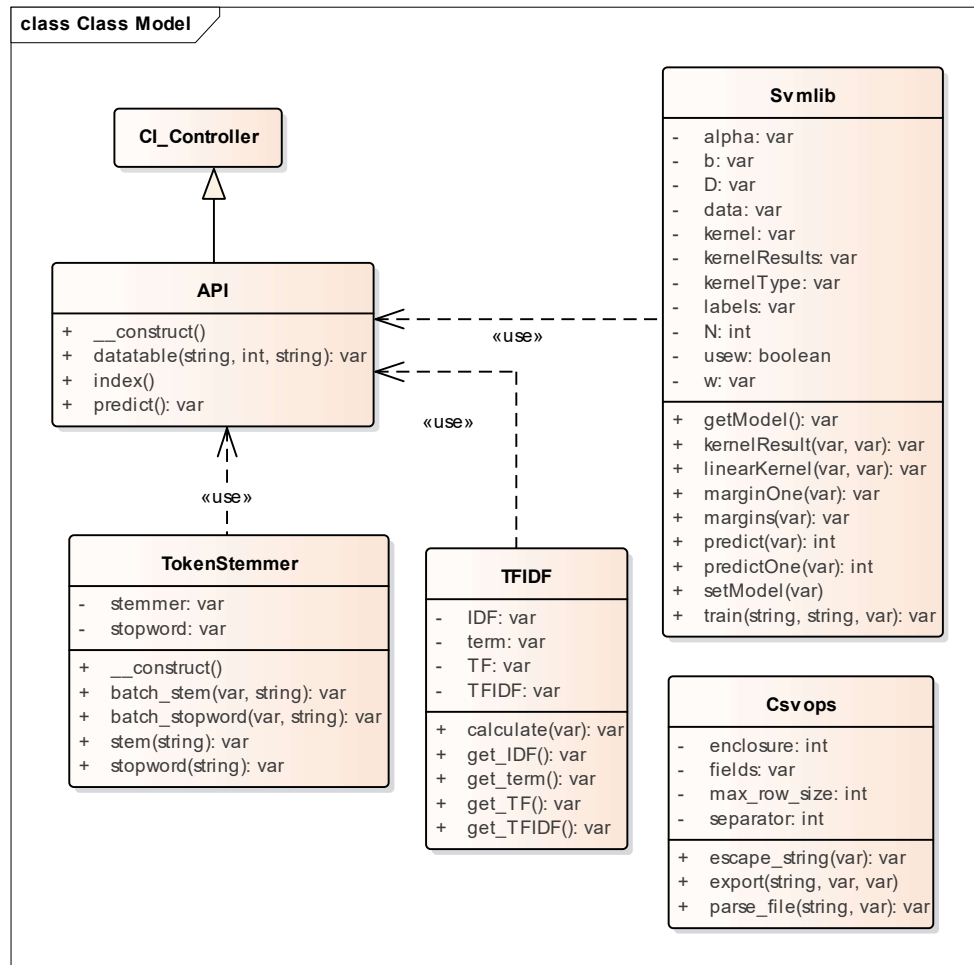 class Class Model
CI_Controller
API
+ __construct()
+ datatable(string, int, string): var
+ index()
+ predict(): var
«use»
«use»
«use»
Svmlib
- alpha: var
- b: var
- D: var
- data: var
- kernel: var
- kernelResults: var
- kernelType: var
- labels: var
- N: int
- usew: boolean
- w: var
+ getModel(): var
+ kernelResult(var, var): var
+ linearKernel(var, var): var
+ marginOne(var): var
+ margins(var): var
+ predict(var): int
+ predictOne(var): int
+ setModel(var)
+ train(string, string, var): var
TokenStemmer
- stemmer: var
- stopword: var
+ __construct()
+ batch_stem(var, string): var
+ batch_stopword(var, string): var
+ stem(string): var
+ stopword(string): var
TFIDF
- IDF: var
- term: var
- TF: var
- TFIDF: var
+ calculate(var): var
+ get_IDF(): var
+ get_term(): var
+ get_TF(): var
+ get_TFIDF(): var
Csvops
- enclosure: int
- fields: var
- max_row_size: int
- separator: int
+ escape_string(var): var
+ export(string, var, var)
+ parse_file(string, var): var